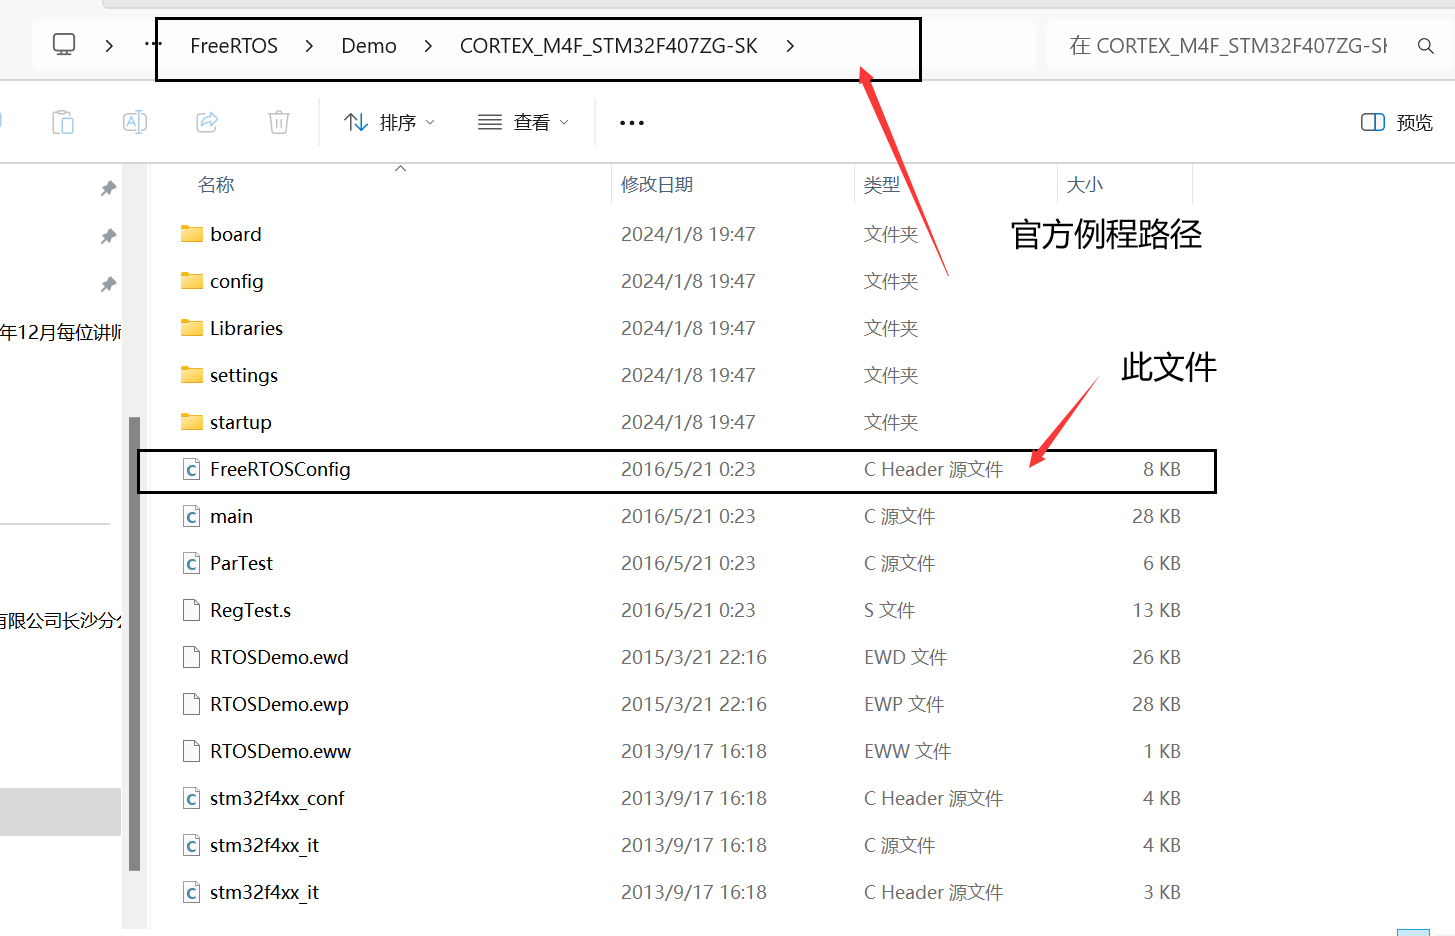 FreeRTOS > Demo > CORTEX_M4F_STM32F407ZG-SK >
在 CORTEX_M4F_STM32F407ZG-SK
排序 查看 ••• 预览
名称 修改日期 类型 大小
board 2024/1/8 19:47 文件夹
官方例程路径
config 2024/1/8 19:47 文件夹
Libraries 2024/1/8 19:47 文件夹
年12月每位讲师
settings 2024/1/8 19:47 文件夹
此文件
startup 2024/1/8 19:47 文件夹
FreeRTOSConfig 2016/5/21 0:23 C Header 源文件 8 KB
main 2016/5/21 0:23 C 源文件 28 KB
ParTest 2016/5/21 0:23 C 源文件 6 KB
RegTest.s 2016/5/21 0:23 S 文件 13 KB
有限公司长沙分公
RTOSDemo.ewd 2015/3/21 22:16 EWD 文件 26 KB
RTOSDemo.ewp 2015/3/21 22:16 EWP 文件 28 KB
RTOSDemo.eww 2013/9/17 16:18 EWW 文件 1 KB
stm32f4xx_conf 2013/9/17 16:18 C Header 源文件 4 KB
stm32f4xx_it 2013/9/17 16:18 C 源文件 4 KB
stm32f4xx_it 2013/9/17 16:18 C Header 源文件 3 KB